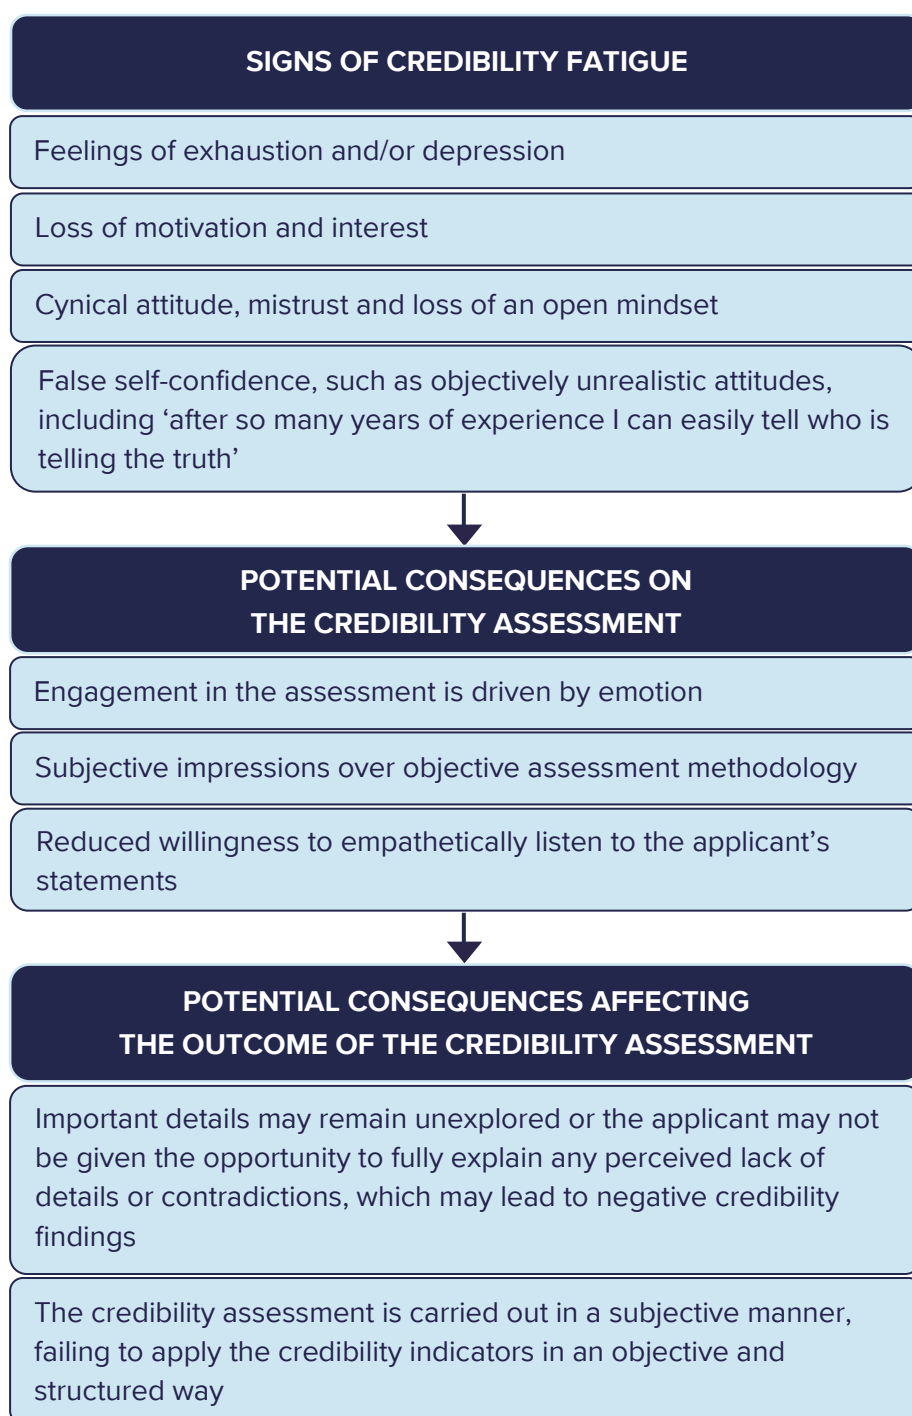 SIGNS OF CREDIBILITY FATIGUE
Feelings of exhaustion and/or depression
Loss of motivation and interest
Cynical attitude, mistrust and loss of an open mindset
False self-confidence, such as objectively unrealistic attitudes,
including ‘after so many years of experience I can easily tell who is
telling the truth’
POTENTIAL CONSEQUENCES ON
THE CREDIBILITY ASSESSMENT
Engagement in the assessment is driven by emotion
Subjective impressions over objective assessment methodology
Reduced willingness to empathetically listen to the applicant’s
statements
POTENTIAL CONSEQUENCES AFFECTING
THE OUTCOME OF THE CREDIBILITY ASSESSMENT
Important details may remain unexplored or the applicant may not
be given the opportunity to fully explain any perceived lack of
details or contradictions, which may lead to negative credibility
findings
The credibility assessment is carried out in a subjective manner,
failing to apply the credibility indicators in an objective and
structured way